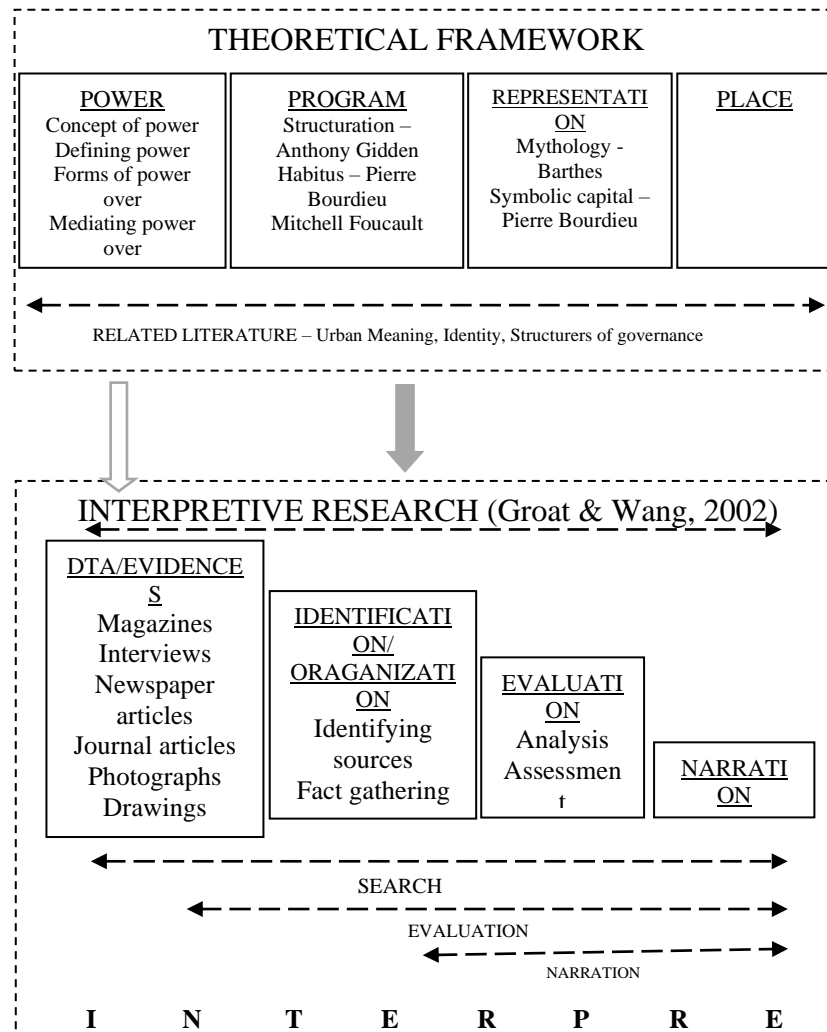 THEORETICAL FRAMEWORK
POWER
Concept of power
Defining power
Forms of power
over
Mediating power
over
PROGRAM
Structuration –
Anthony Gidden
Habitus – Pierre
Bourdieu
Mitchell Foucault
REPRESENTATI
ON
Mythology -
Barthes
Symbolic capital –
Pierre Bourdieu
PLACE
RELATED LITERATURE – Urban Meaning, Identity, Structurers of governance
INTERPRETIVE RESEARCH (Groat & Wang, 2002)
DTA/EVIDENCE
S
Magazines
Interviews
Newspaper
articles
Journal articles
Photographs
Drawings
IDENTIFICATI
ON/
ORAGANIZATI
ON
Identifying
sources
Fact gathering
EVALUATI
ON
Analysis
Assessmen
t
NARRATI
ON
SEARCH
EVALUATION
NARRATION
I N T E R P R E